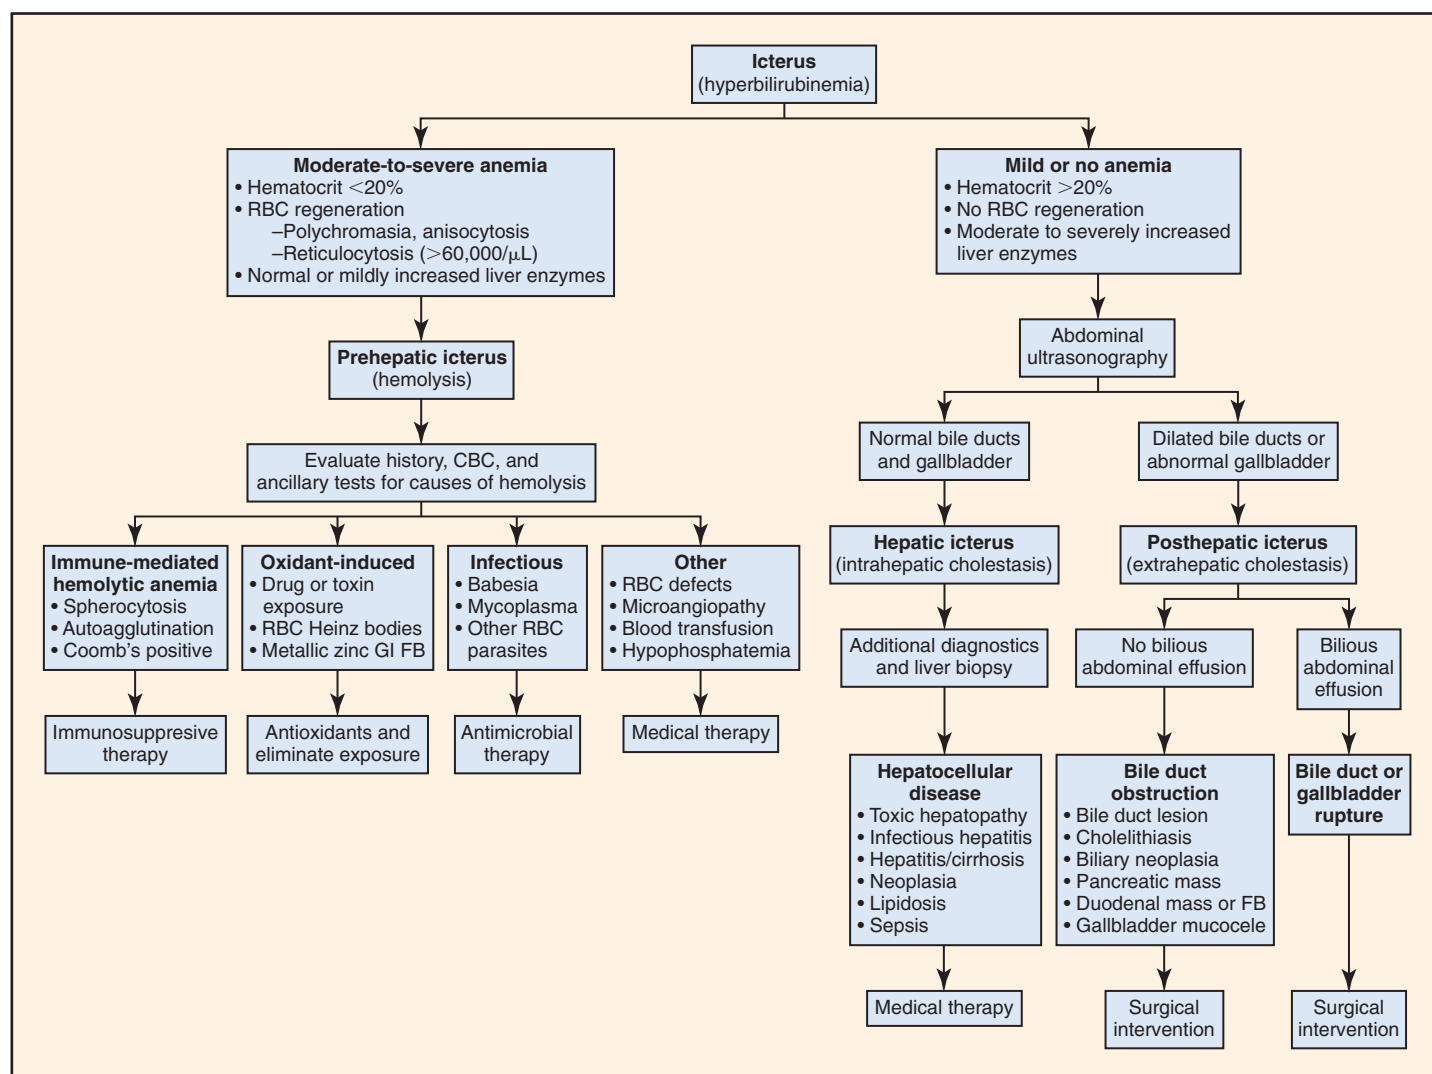 Icterus
(hyperbilirubinemia)
Moderate-to-severe anemia
• Hematocrit <20%
• RBC regeneration
–Polychromasia, anisocytosis
–Reticulocytosis (>60,000/μL)
• Normal or mildly increased liver enzymes
Mild or no anemia
• Hematocrit >20%
• No RBC regeneration
• Moderate to severely increased
liver enzymes
Prehepatic icterus
(hemolysis)
Abdominal
ultrasonography
Evaluate history, CBC, and
ancillary tests for causes of hemolysis
Normal bile ducts
and gallbladder
Dilated bile ducts or
abnormal gallbladder
Immune-mediated
hemolytic anemia
• Spherocytosis
• Autoagglutination
• Coomb's positive
Oxidant-induced
• Drug or toxin
exposure
• RBC Heinz bodies
• Metallic zinc GI FB
Infectious
• Babesia
• Mycoplasma
• Other RBC
parasites
Other
• RBC defects
• Microangiopathy
• Blood transfusion
• Hypophosphatemia
Hepatic icterus
(intrahepatic cholestasis)
Posthepatic icterus
(extrahepatic cholestasis)
Immunosuppresive
therapy
Antioxidants and
eliminate exposure
Antimicrobial
therapy
Medical therapy
Additional diagnostics
and liver biopsy
No bilious
abdominal effusion
Bilious
abdominal
effusion
Hepatocellular
disease
• Toxic hepatopathy
• Infectious hepatitis
• Hepatitis/cirrhosis
• Neoplasia
• Lipidosis
• Sepsis
Bile duct
obstruction
• Bile duct lesion
• Cholelithiasis
• Biliary neoplasia
• Pancreatic mass
• Duodenal mass or FB
• Gallbladder mucocele
Bile duct or
gallbladder
rupture
Medical therapy
Surgical
intervention
Surgical
intervention